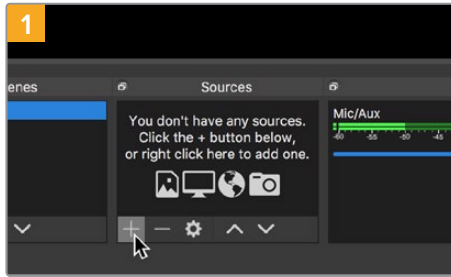 1
enes
Sources
You don't have any sources.
Click the + button below,
or right click here to add one.
Mic/Aux
-60 -55 -50 -45